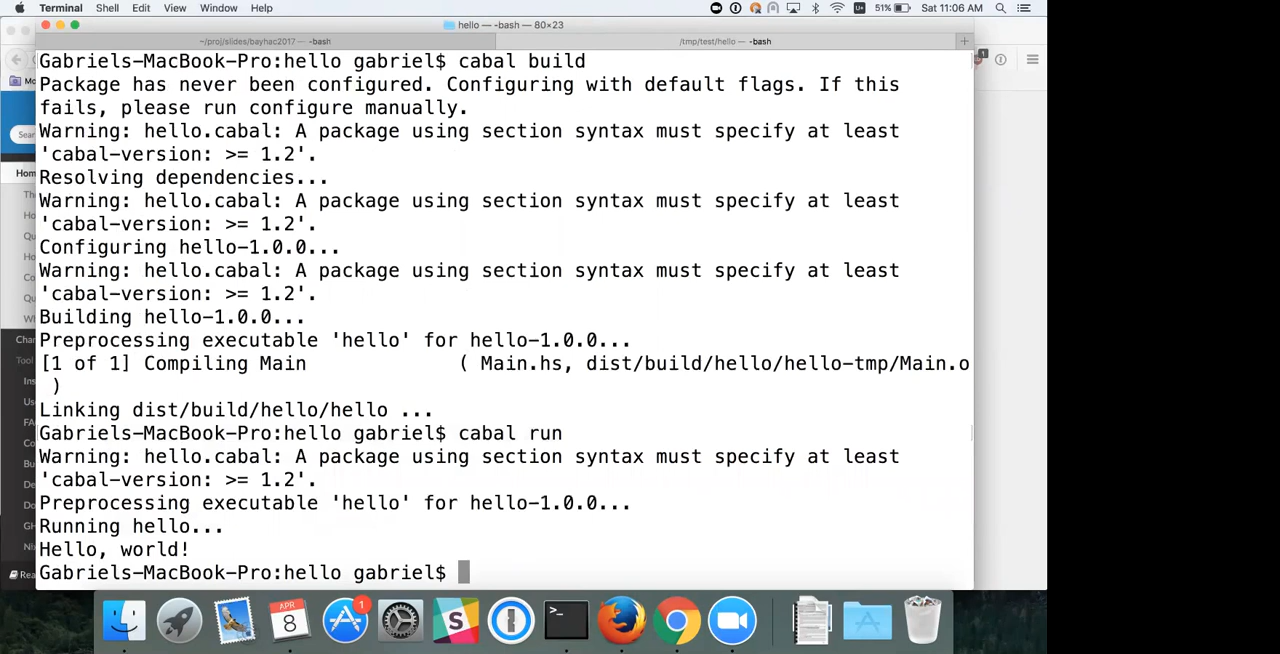 Terminal Shell Edit View Window Help 51% Sat 11:06 AM
hello — -bash — 80×23
~/proj/slides/bayhac2017 — -bash /tmp/test/hello — -bash
Gabriels-MacBook-Pro:hello gabriel$ cabal build
Package has never been configured. Configuring with default flags. If this
fails, please run configure manually.
Warning: hello.cabal: A package using section syntax must specify at least
'cabal-version: >= 1.2'.
Resolving dependencies...
Warning: hello.cabal: A package using section syntax must specify at least
'cabal-version: >= 1.2'.
Configuring hello-1.0.0...
Warning: hello.cabal: A package using section syntax must specify at least
'cabal-version: >= 1.2'.
Building hello-1.0.0...
Preprocessing executable 'hello' for hello-1.0.0...
[1 of 1] Compiling Main ( Main.hs, dist/build/hello/hello-tmp/Main.o
)
Linking dist/build/hello/hello ...
Gabriels-MacBook-Pro:hello gabriel$ cabal run
Warning: hello.cabal: A package using section syntax must specify at least
'cabal-version: >= 1.2'.
Preprocessing executable 'hello' for hello-1.0.0...
Running hello...
Hello, world!
Gabriels-MacBook-Pro:hello gabriel$
APR
8
1